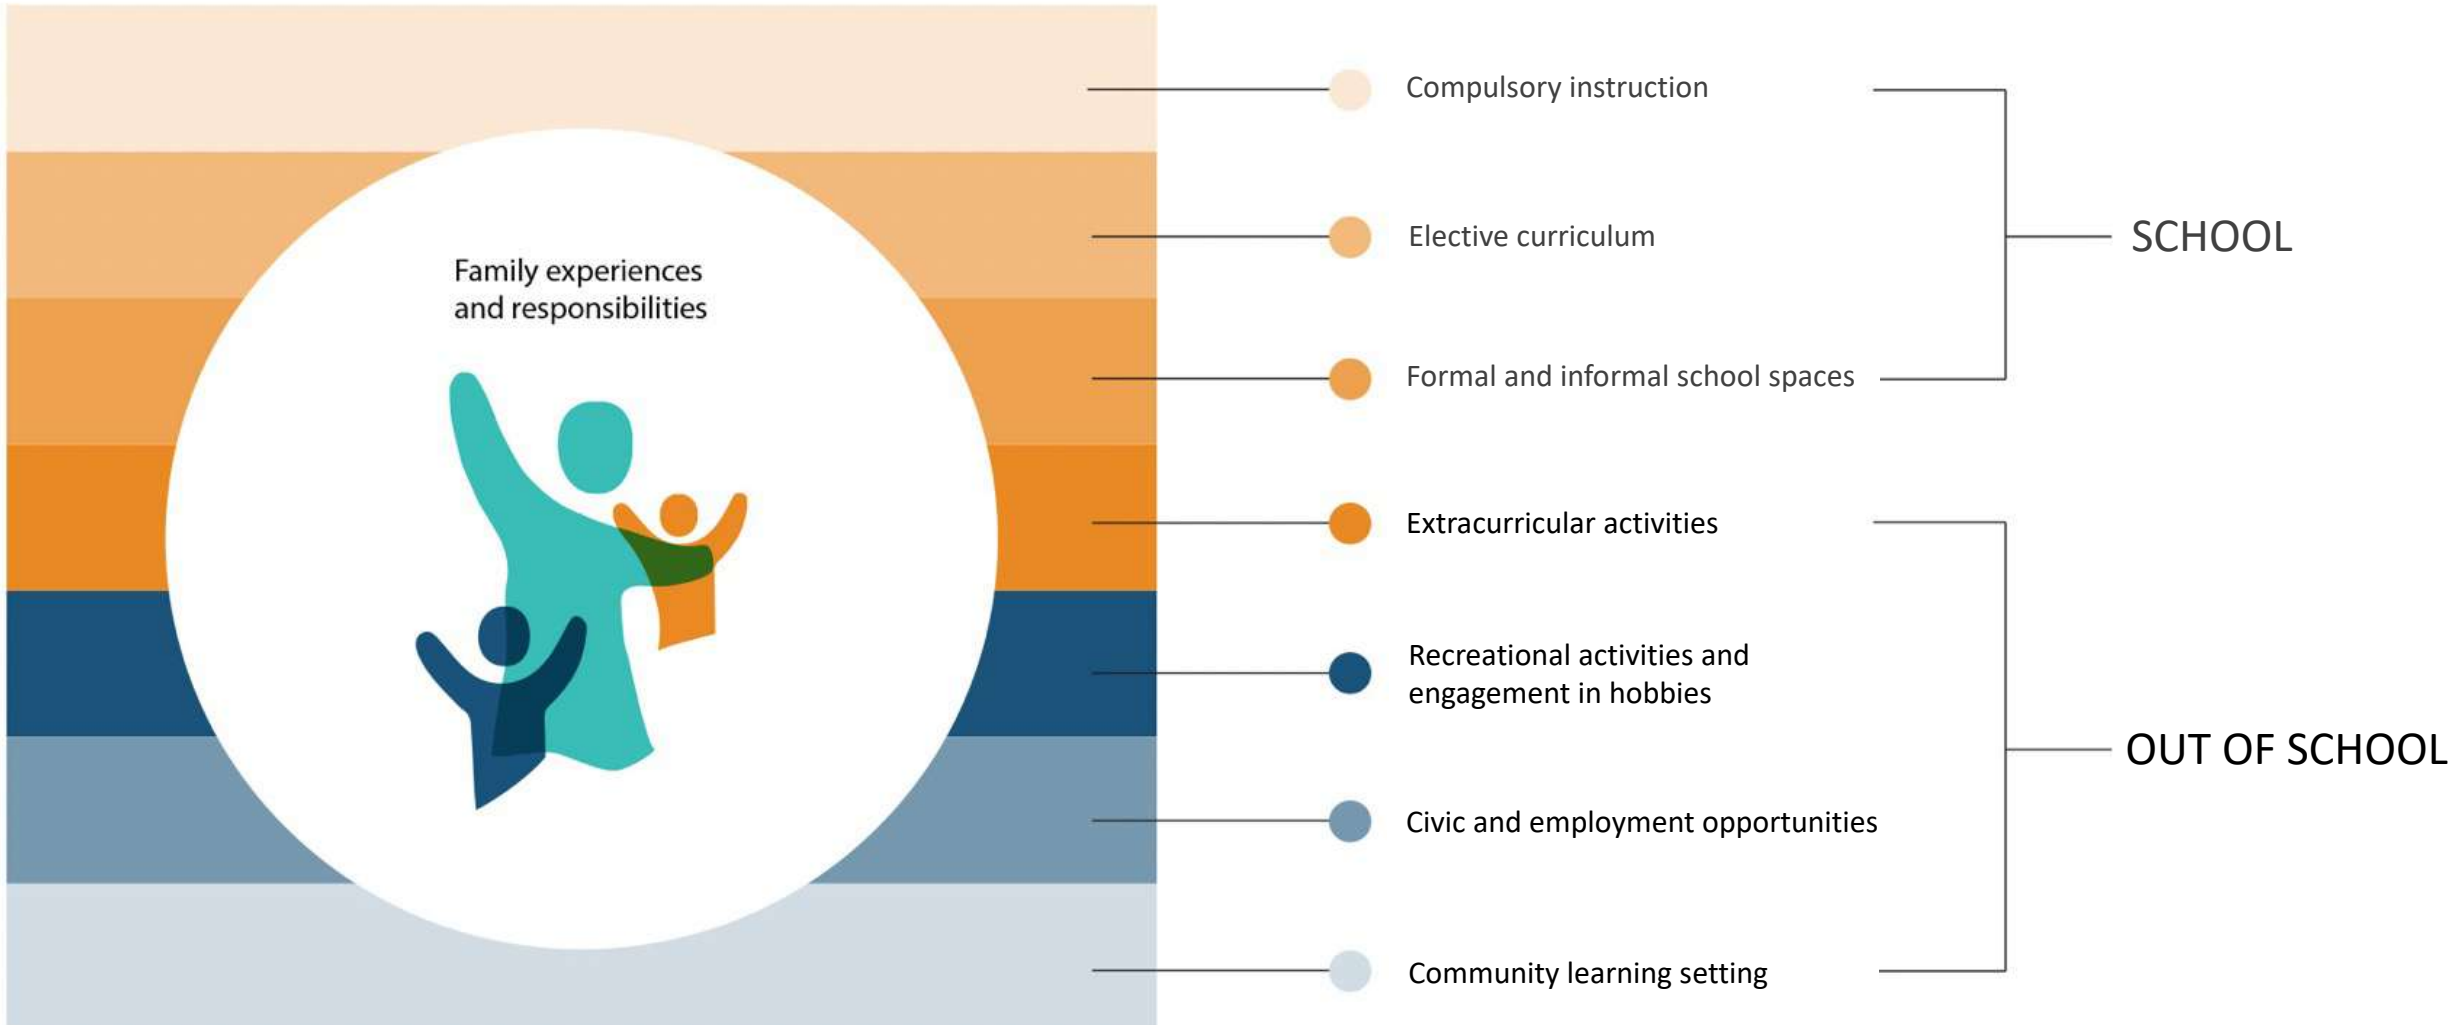 Family experiences
and responsibilities
Compulsory instruction
Elective curriculum
Formal and informal school spaces
SCHOOL
Extracurricular activities
Recreational activities and
engagement in hobbies
Civic and employment opportunities
Community learning setting
OUT OF SCHOOL